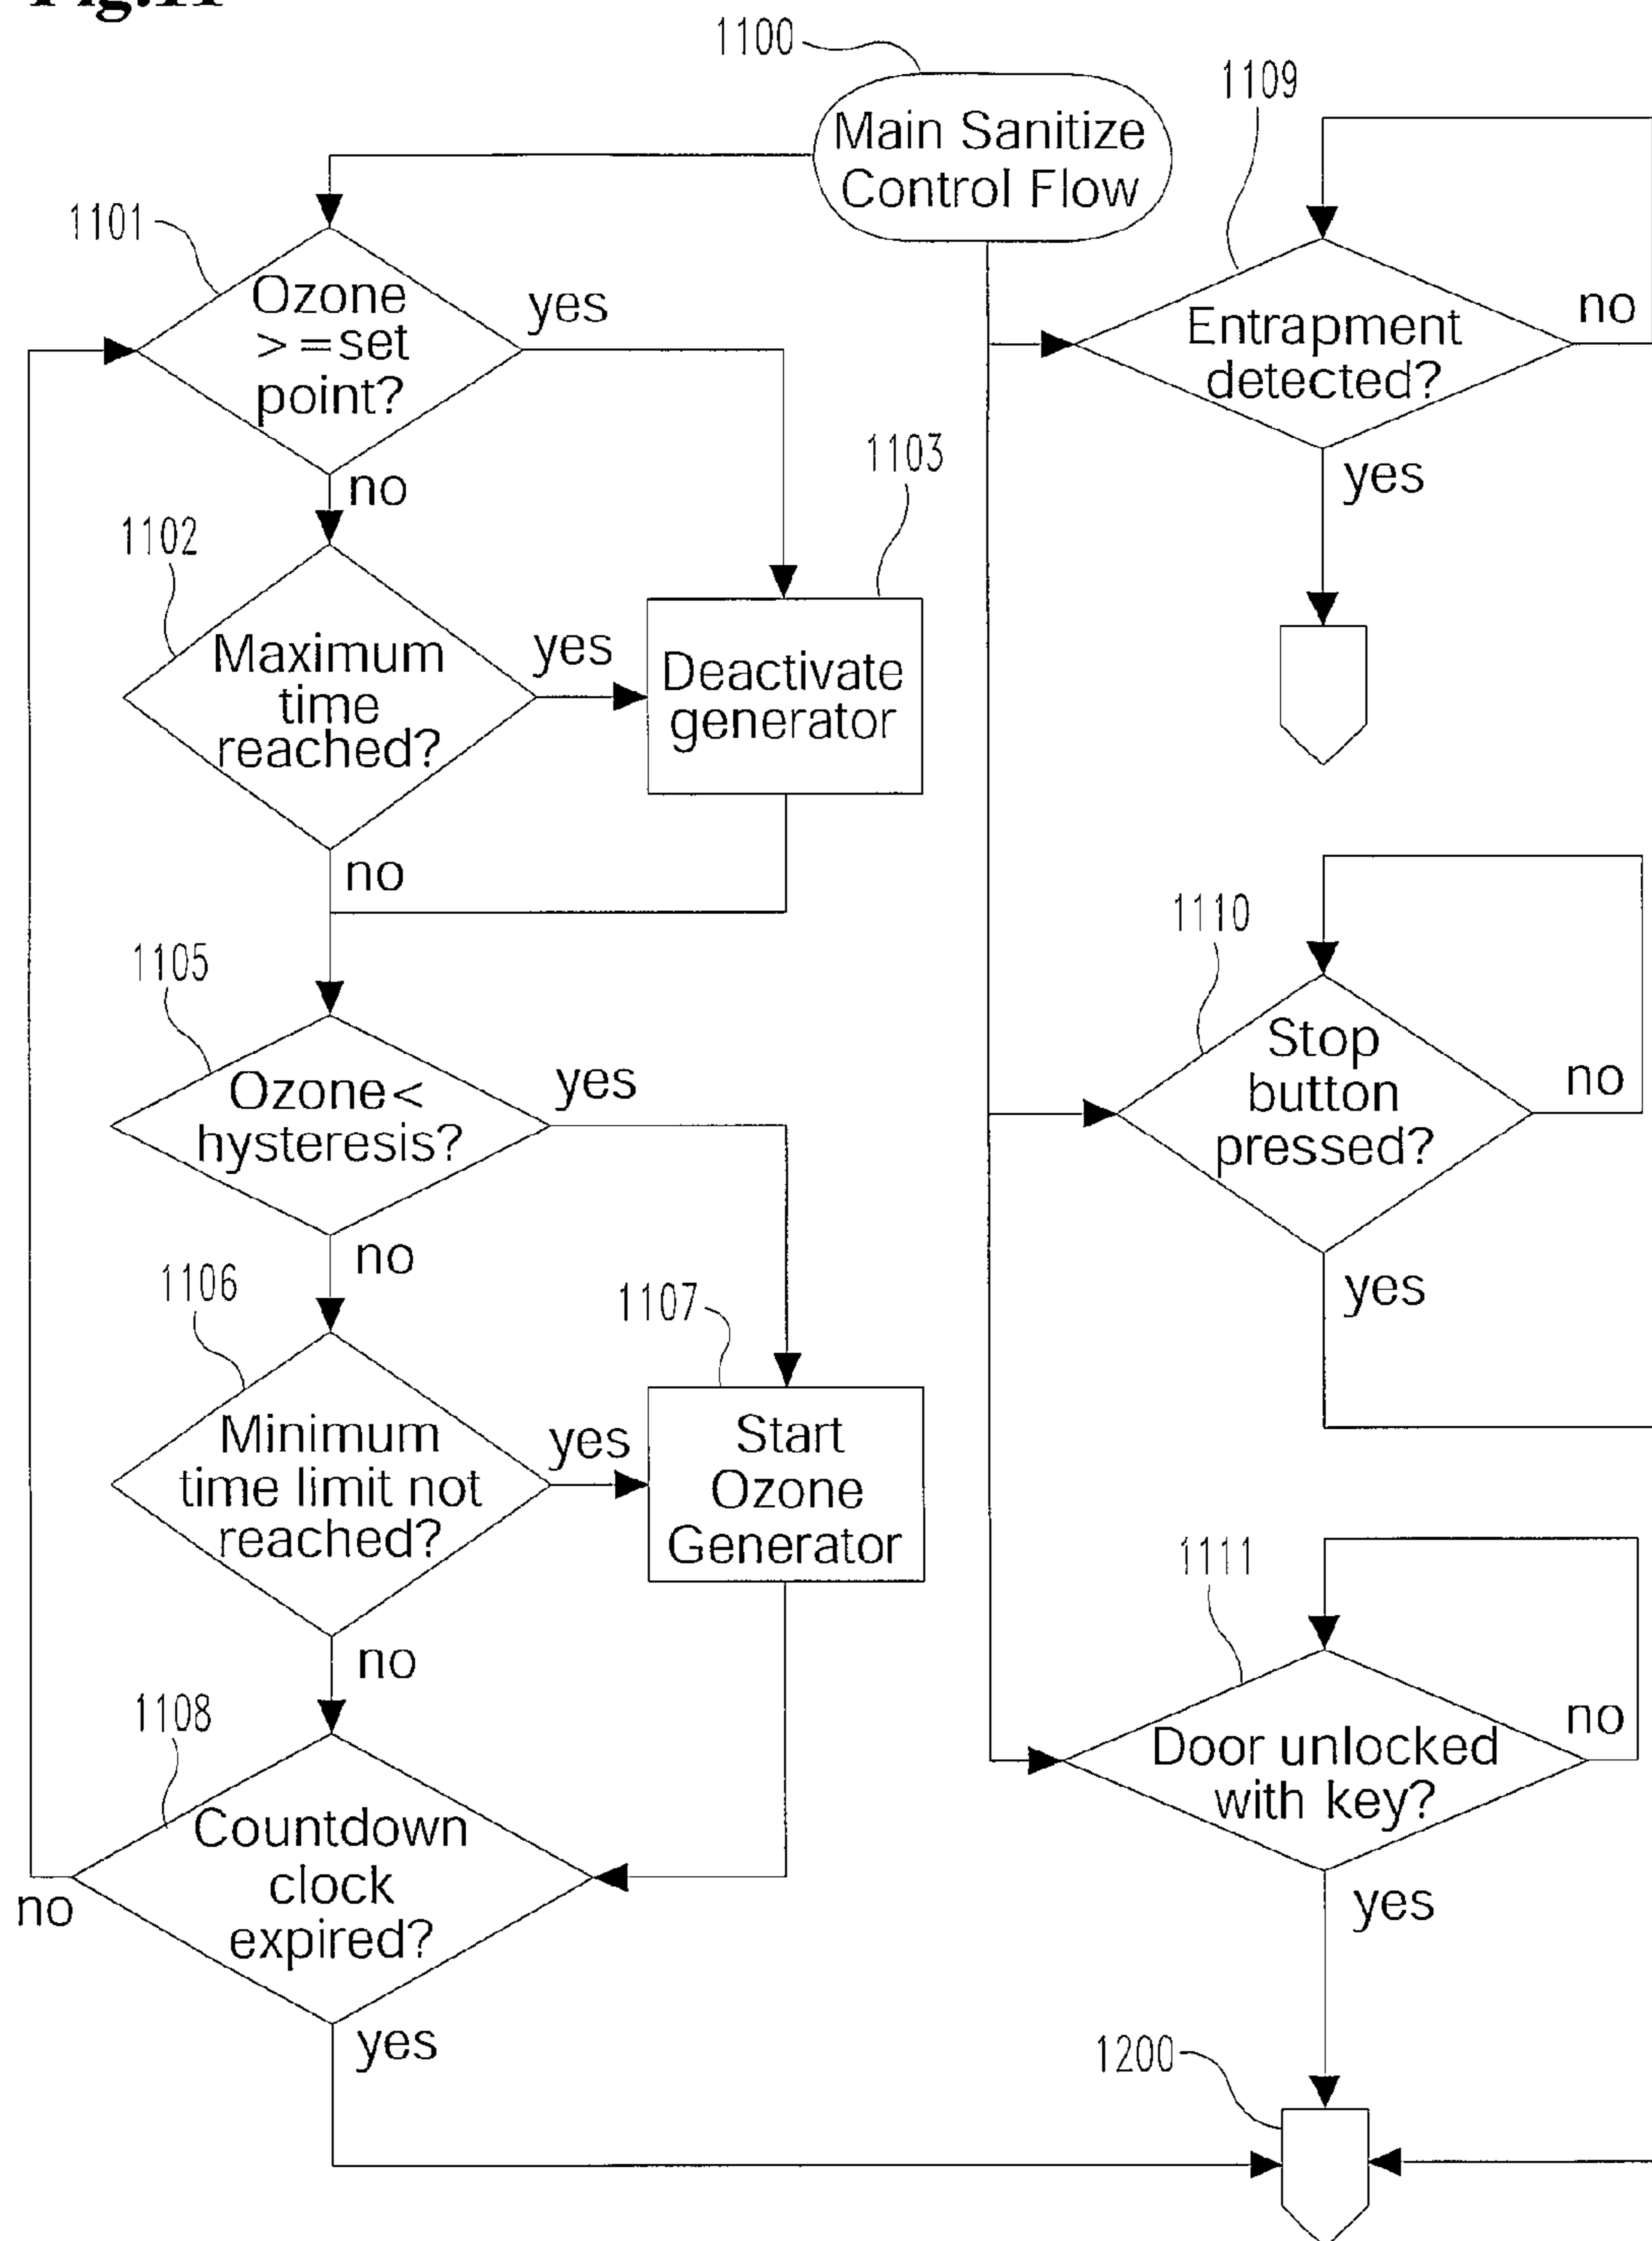 Fig.11
1100
Main Sanitize
Control Flow
1109
1101
Ozone
>=set
point?
yes
no
Entrapment
detected?
no
yes
1103
1102
Maximum
time
reached?
yes
no
Deactivate
generator
1110
Stop
button
pressed?
no
yes
1105
Ozone<
hysteresis?
yes
no
1106
Minimum
time limit not
reached?
yes
no
1107
Start
Ozone
Generator
1111
Door unlocked
with key?
no
yes
1108
Countdown
clock
expired?
no
yes
1200